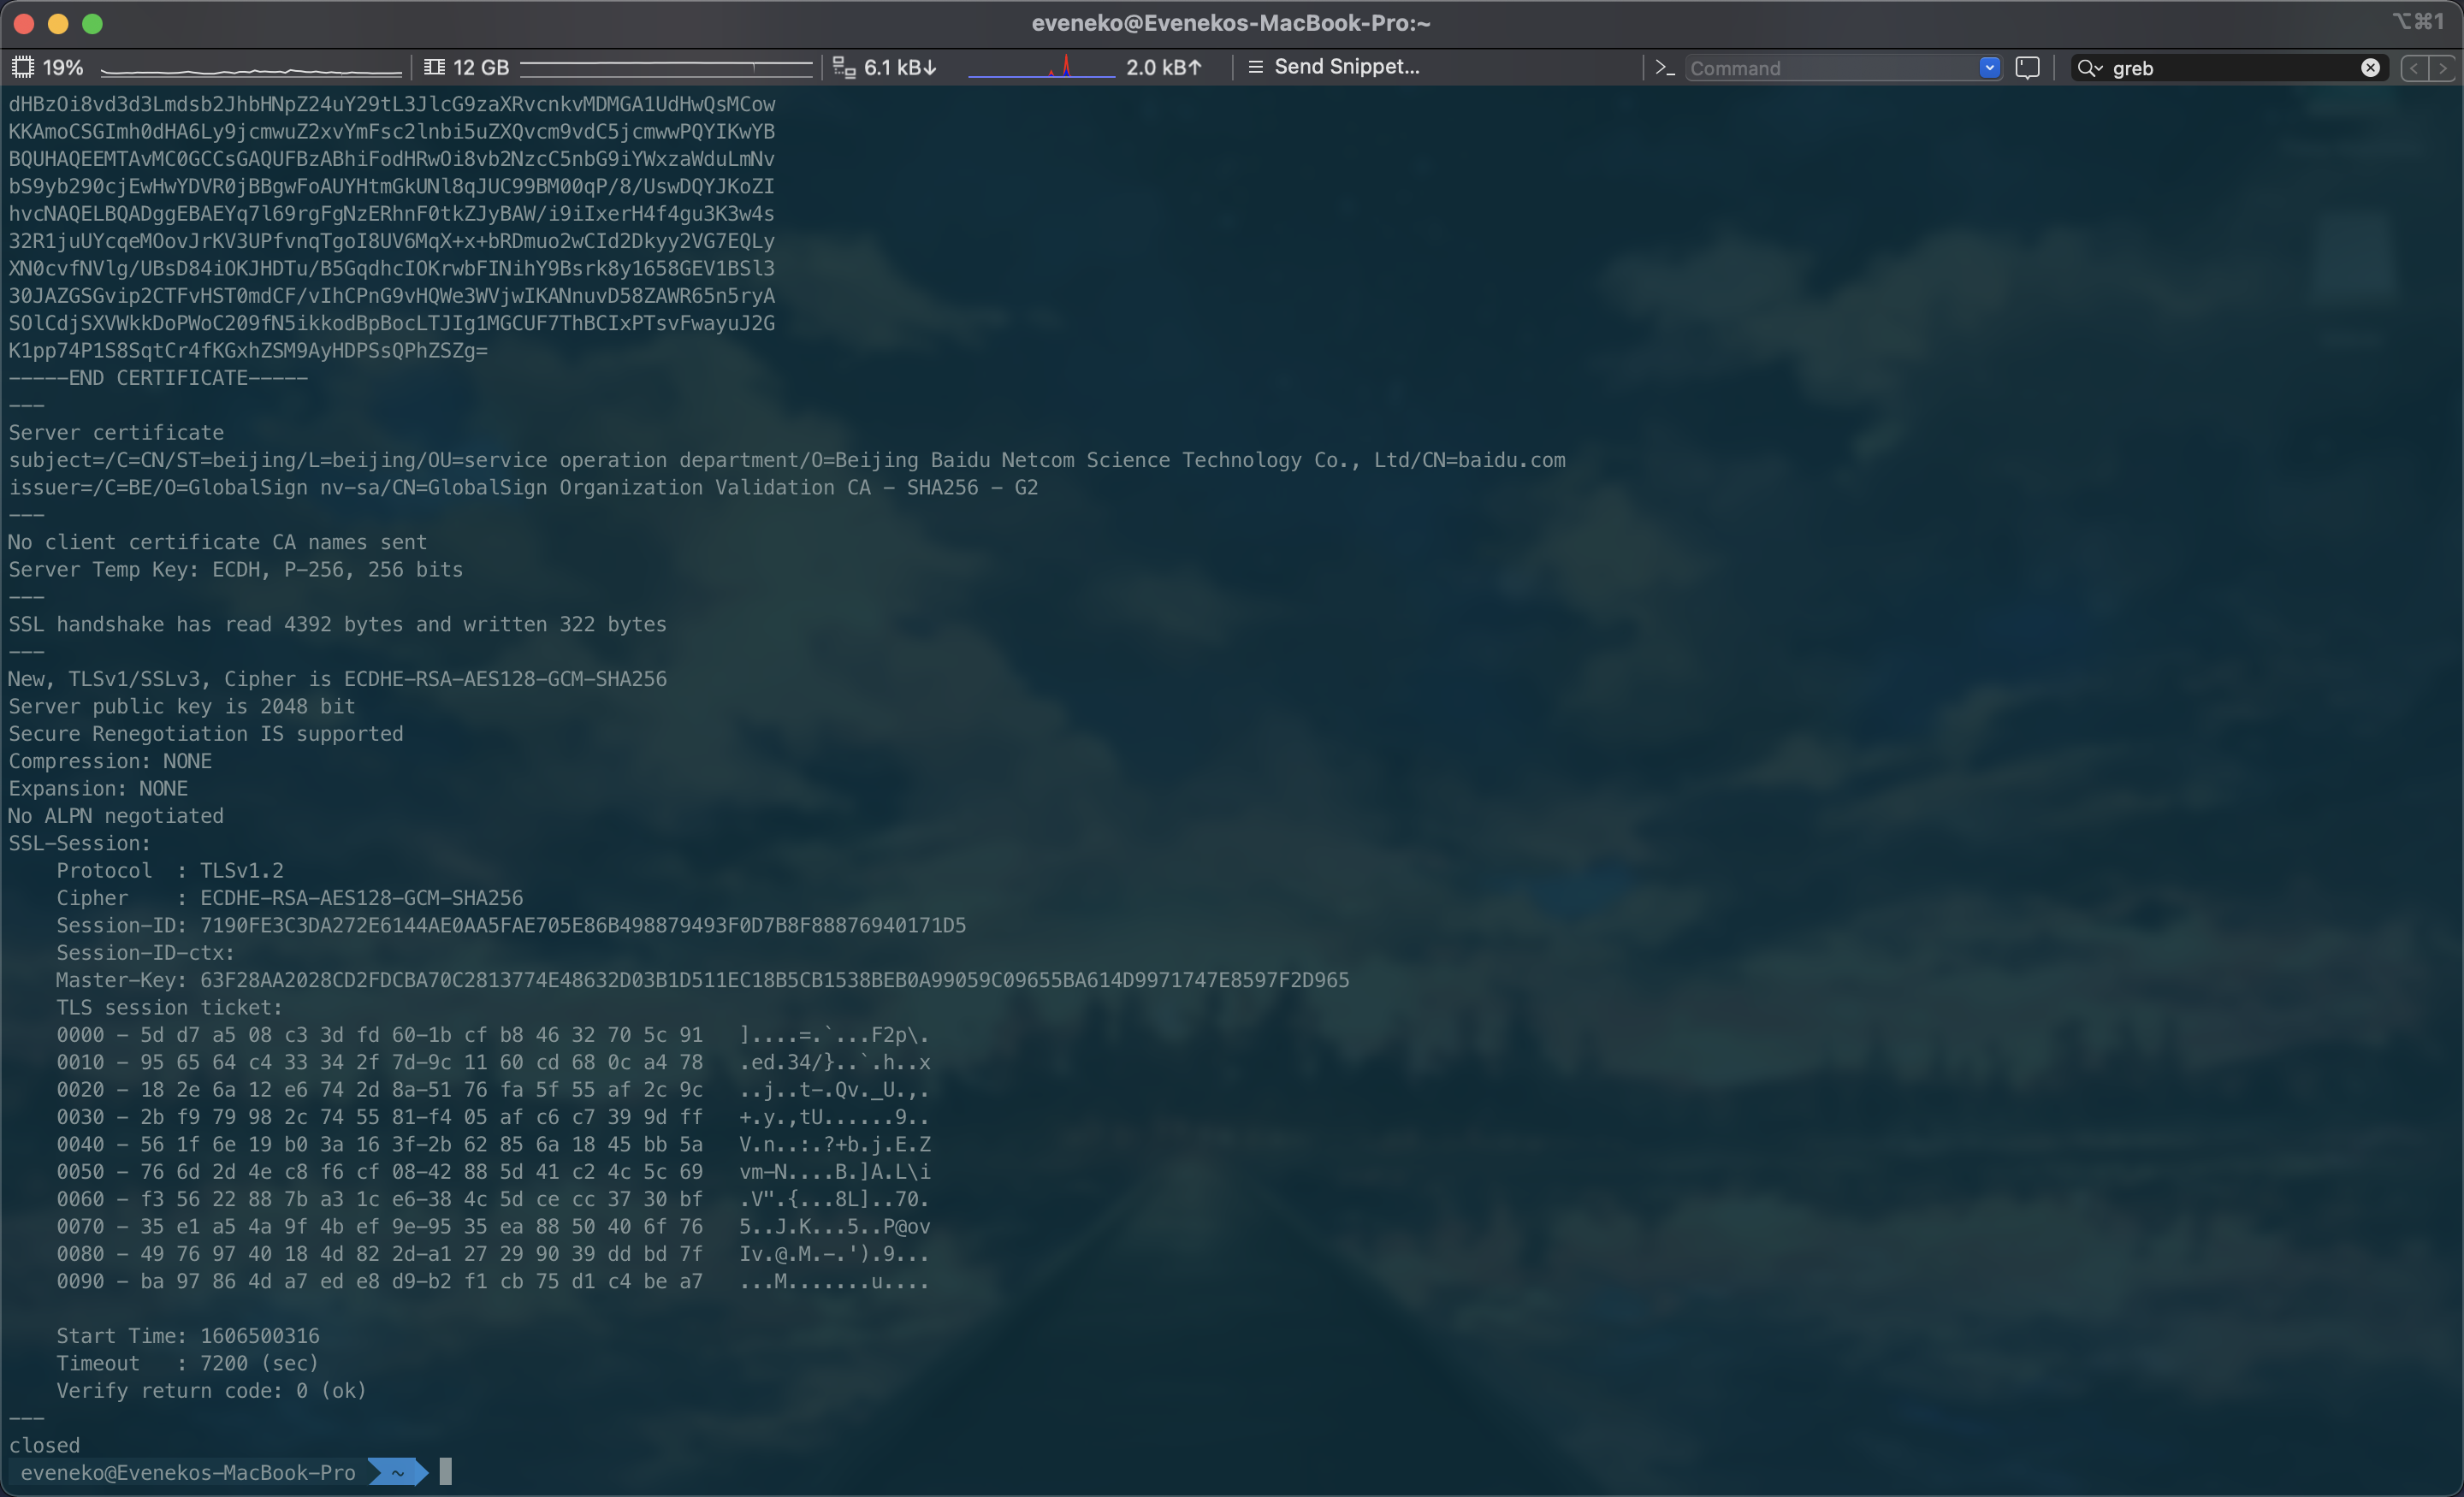 eveneko@Evenekos-MacBook-Pro:~
⌥⌘1
19% 12 GB 6.1 kB↓ 2.0 kB↑ Send Snippet... Command greb
dHBzOi8vd3d3Lmdsb2JhbHNpZ24uY29tL3JlcG9zaXRvcnkvMDMGA1UdHwQsMCow
KKAmoCSGImh0dHA6Ly9jcmwuZ2xvYmFsc2lnbi5uZXQvcm9vdC5jcmwwPQYIKwYB
BQUHAQEEMTAvMC0GCCsGAQUFBzABhiFodHRwOi8vb2NzcC5nbG9iYWxzaWduLmNv
bS9yb290cjEwHwYDVR0jBBgwFoAUYHtmGkUNl8qJUC99BM00qP/8/UswDQYJKoZI
hvcNAQELBQADggEBAEYq7l69rgFgNzERhnF0tkZJyBAW/i9iIxerH4f4gu3K3w4s
32R1juUYcqeMOovJrKV3UPfvnqTgoI8UV6MqX+x+bRDmuo2wCId2Dkyy2VG7EQLy
XN0cvfNVlg/UBsD84iOKJHDTu/B5GqdhcIOKrwbFINihY9Bsrk8y1658GEV1BSl3
30JAZGSGvip2CTFvHST0mdCF/vIhCPnG9vHQWe3WVjwIKANnuvD58ZAWR65n5ryA
SOlCdjSXVWkkDoPWoC209fN5ikkodBpBocLTJIg1MGCUF7ThBCIxPTsvFwayuJ2G
K1pp74P1S8SqtCr4fKGxhZSM9AyHDPSsQPhZSZg=
-----END CERTIFICATE-----
---
Server certificate
subject=/C=CN/ST=beijing/L=beijing/OU=service operation department/O=Beijing Baidu Netcom Science Technology Co., Ltd/CN=baidu.com
issuer=/C=BE/O=GlobalSign nv-sa/CN=GlobalSign Organization Validation CA - SHA256 - G2
---
No client certificate CA names sent
Server Temp Key: ECDH, P-256, 256 bits
---
SSL handshake has read 4392 bytes and written 322 bytes
---
New, TLSv1/SSLv3, Cipher is ECDHE-RSA-AES128-GCM-SHA256
Server public key is 2048 bit
Secure Renegotiation IS supported
Compression: NONE
Expansion: NONE
No ALPN negotiated
SSL-Session:
    Protocol  : TLSv1.2
    Cipher    : ECDHE-RSA-AES128-GCM-SHA256
    Session-ID: 7190FE3C3DA272E6144AE0AA5FAE705E86B498879493F0D7B8F88876940171D5
    Session-ID-ctx:
    Master-Key: 63F28AA2028CD2FDCBA70C2813774E48632D03B1D511EC18B5CB1538BEB0A99059C09655BA614D9971747E8597F2D965
    TLS session ticket:
    0000 - 5d d7 a5 08 c3 3d fd 60-1b cf b8 46 32 70 5c 91   ]....=.`...F2p\.
    0010 - 95 65 64 c4 33 34 2f 7d-9c 11 60 cd 68 0c a4 78   .ed.34/}..`.h..x
    0020 - 18 2e 6a 12 e6 74 2d 8a-51 76 fa 5f 55 af 2c 9c   ..j..t-.Qv._U.,.
    0030 - 2b f9 79 98 2c 74 55 81-f4 05 af c6 c7 39 9d ff   +.y.,tU......9..
    0040 - 56 1f 6e 19 b0 3a 16 3f-2b 62 85 6a 18 45 bb 5a   V.n..:.?+b.j.E.Z
    0050 - 76 6d 2d 4e c8 f6 cf 08-42 88 5d 41 c2 4c 5c 69   vm-N....B.]A.L\i
    0060 - f3 56 22 88 7b a3 1c e6-38 4c 5d ce cc 37 30 bf   .V".{...8L]..70.
    0070 - 35 e1 a5 4a 9f 4b ef 9e-95 35 ea 88 50 40 6f 76   5..J.K...5..P@ov
    0080 - 49 76 97 40 18 4d 82 2d-a1 27 29 90 39 dd bd 7f   Iv.@.M.-.').9...
    0090 - ba 97 86 4d a7 ed e8 d9-b2 f1 cb 75 d1 c4 be a7   ...M.......u....
    Start Time: 1606500316
    Timeout   : 7200 (sec)
    Verify return code: 0 (ok)
---
closed
eveneko@Evenekos-MacBook-Pro ~